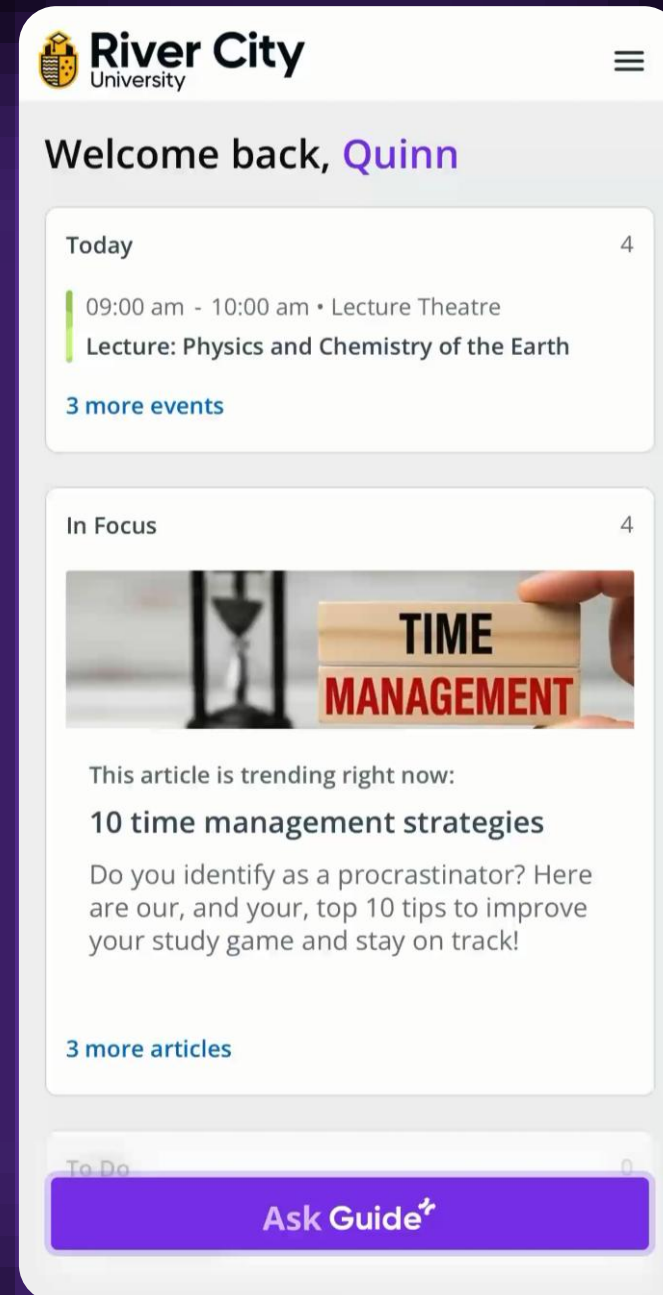 River City
University
Welcome back, Quinn
Today 4
09:00 am - 10:00 am • Lecture Theatre
Lecture: Physics and Chemistry of the Earth
3 more events
In Focus 4
TIME
MANAGEMENT
This article is trending right now:
10 time management strategies
Do you identify as a procrastinator? Here
are our, and your, top 10 tips to improve
your study game and stay on track!
3 more articles
To Do 0
Ask Guide